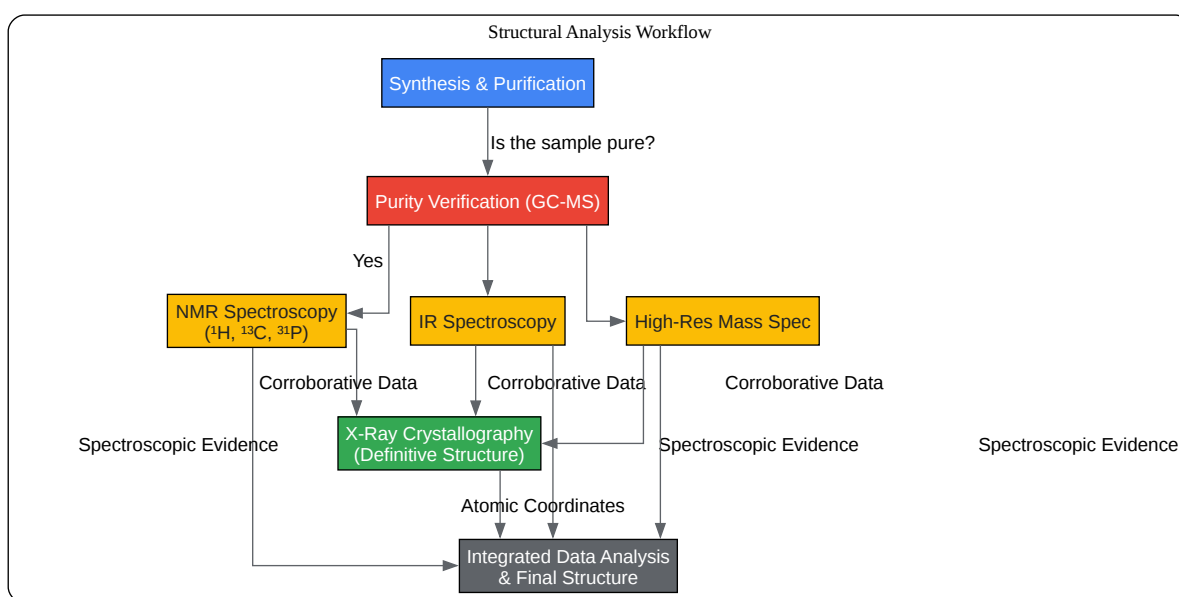 Structural Analysis Workflow
Synthesis & Purification
Is the sample pure?
Purity Verification (GC-MS)
Yes
NMR Spectroscopy
(¹H, ¹³C, ³¹P)
IR Spectroscopy
High-Res Mass Spec
Corroborative Data
Corroborative Data
Corroborative Data
Spectroscopic Evidence
X-Ray Crystallography
(Definitive Structure)
Spectroscopic Evidence
Spectroscopic Evidence
Atomic Coordinates
Integrated Data Analysis
& Final Structure